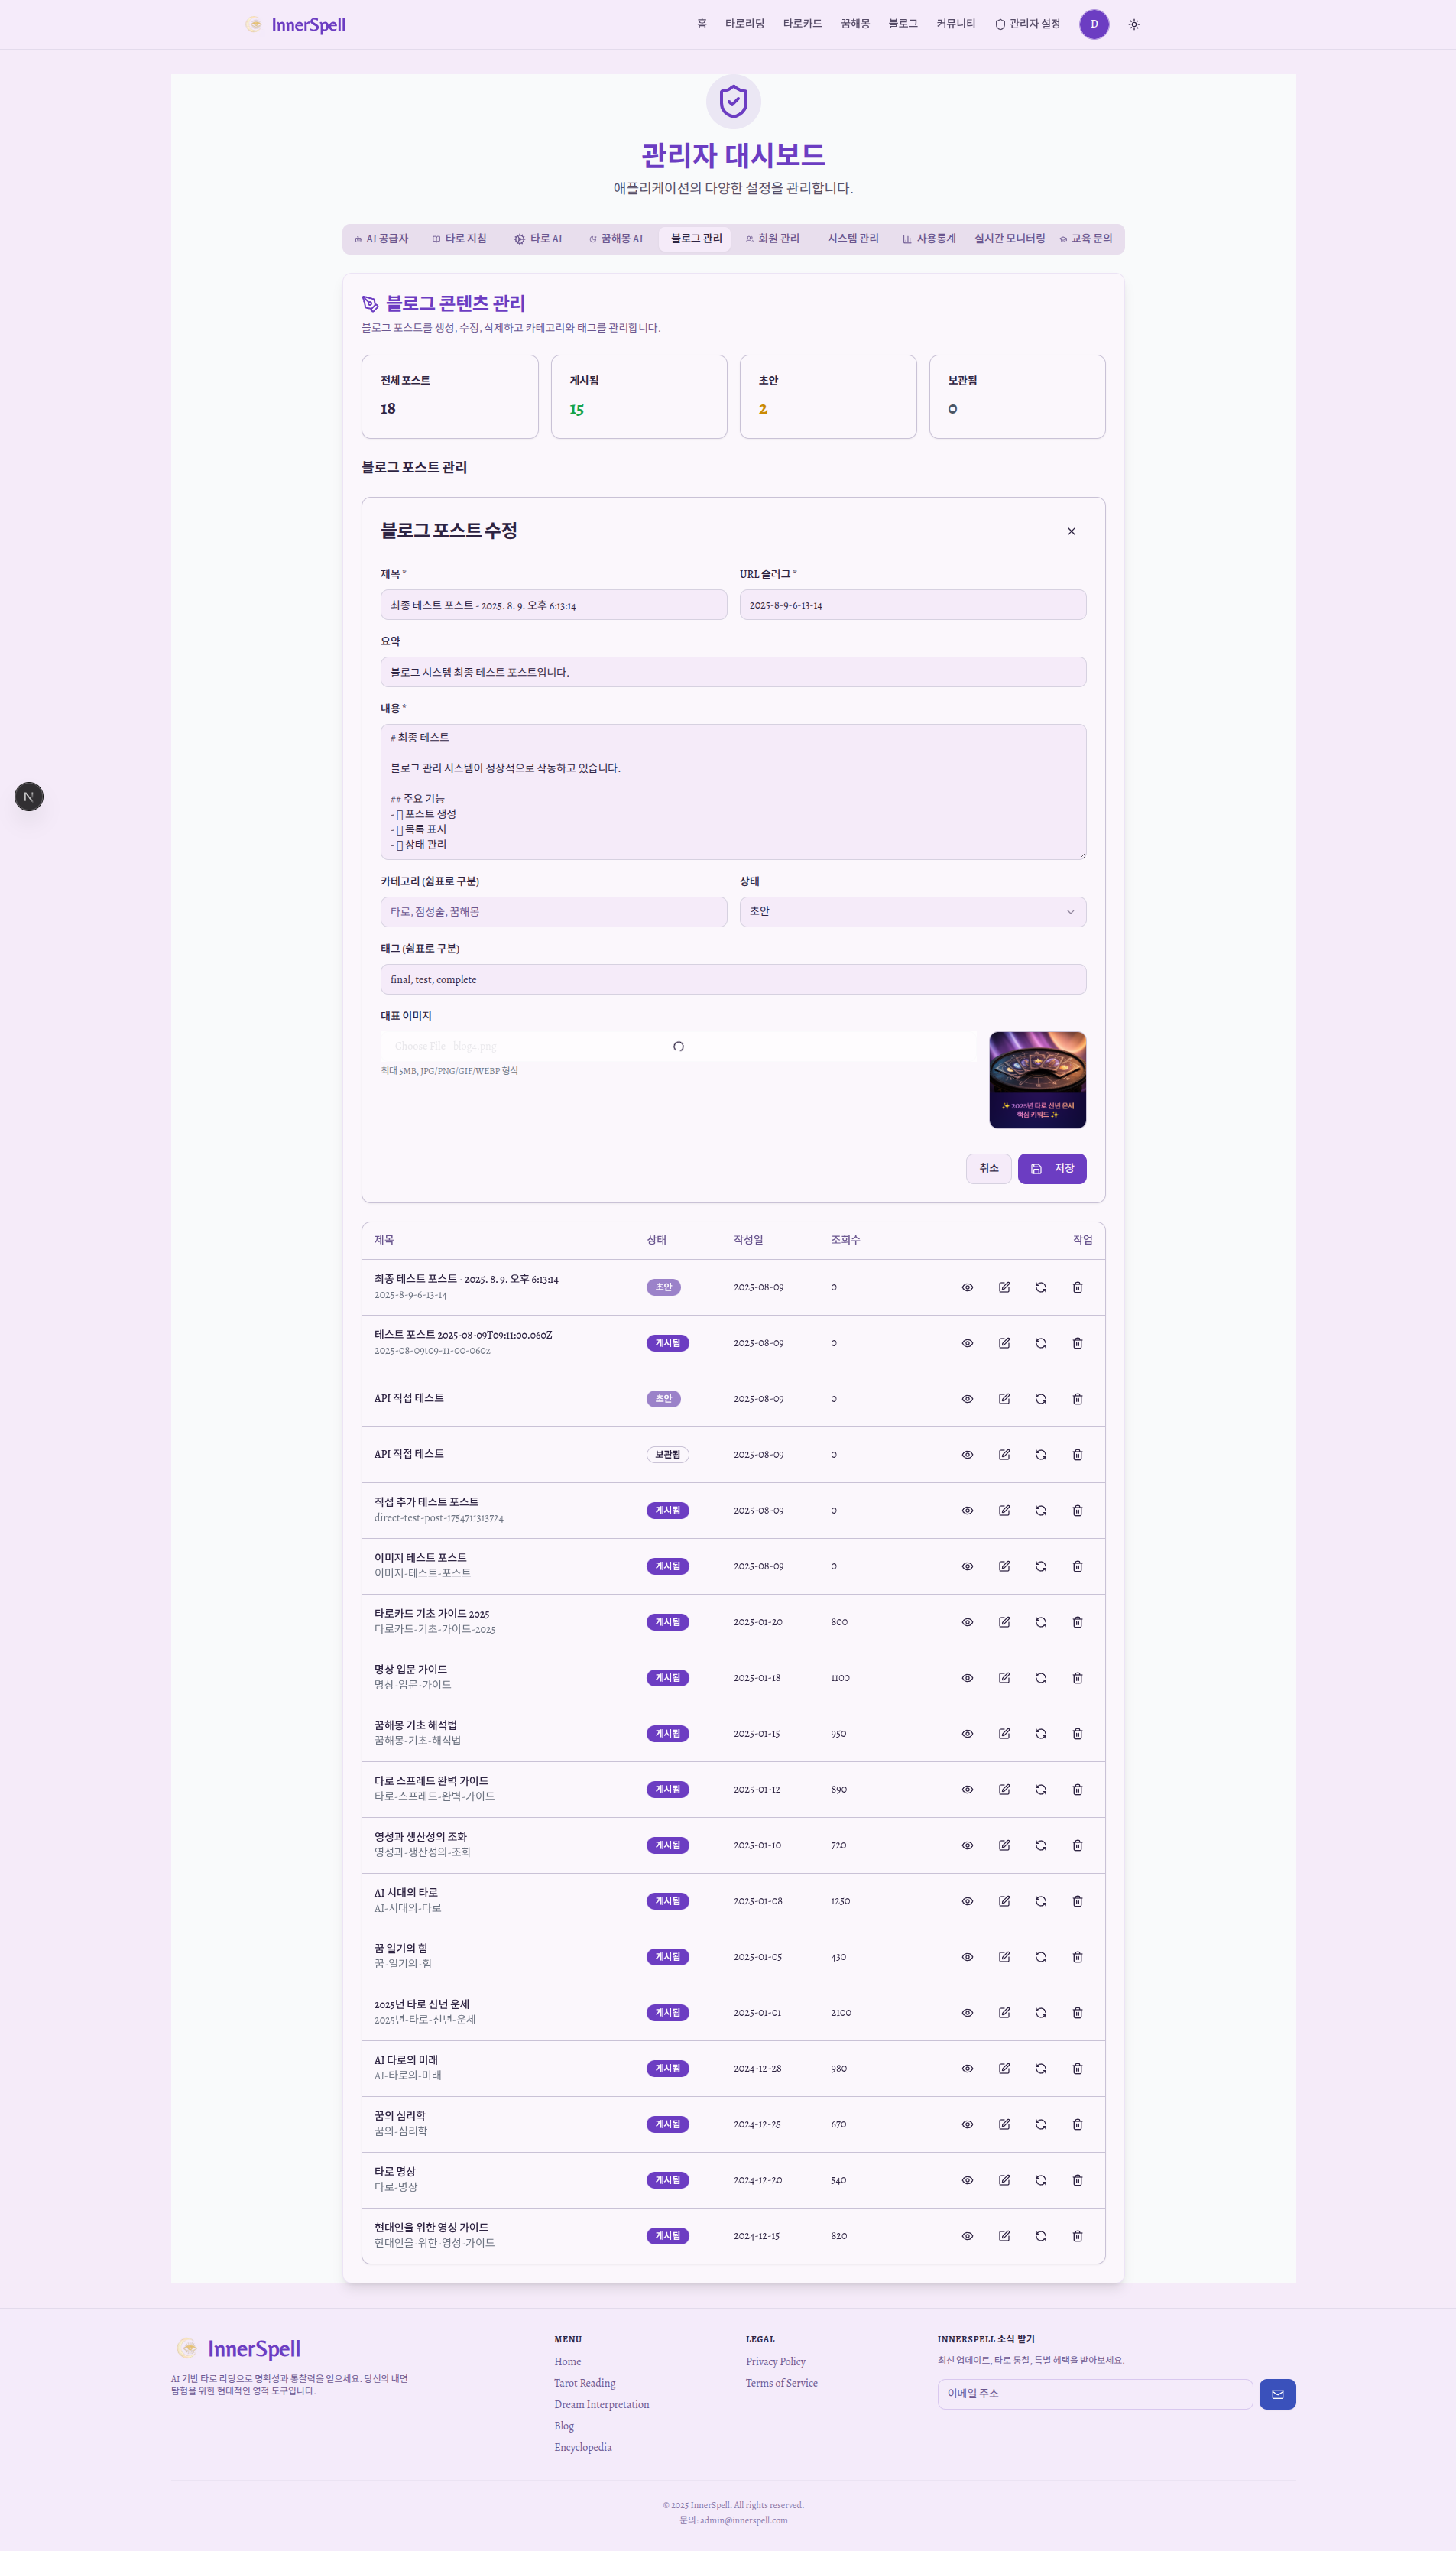 InnerSpell
홈 타로리딩 타로카드 꿈해몽 블로그 커뮤니티 관리자 설정 D
관리자 대시보드
애플리케이션의 다양한 설정을 관리합니다.
AI 공급자 타로 지침 타로 AI 꿈해몽 AI 블로그 관리 회원 관리 시스템 관리 사용통계 실시간 모니터링 교육 문의
블로그 콘텐츠 관리
블로그 포스트를 생성, 수정, 삭제하고 카테고리와 태그를 관리합니다.
전체 포스트 게시됨 초안 보관됨
18 15 2 0
블로그 포스트 관리
블로그 포스트 수정
제목 * URL 슬러그 *
최종 테스트 포스트 - 2025. 8. 9. 오후 6:13:14 2025-8-9-6-13-14
요약
블로그 시스템 최종 테스트 포스트입니다.
내용 *
# 최종 테스트
블로그 관리 시스템이 정상적으로 작동하고 있습니다.
## 주요 기능
- 포스트 생성
- 목록 표시
- 상태 관리
카테고리 (쉼표로 구분) 상태
타로, 점성술, 꿈해몽 초안
태그 (쉼표로 구분)
final, test, complete
대표 이미지
Choose File blog4.png
최대 5MB, JPG/PNG/GIF/WEBP 형식
✨ 2025년 타로 신년 운세
핵심 키워드 ✨
취소 저장
제목 상태 작성일 조회수 작업
최종 테스트 포스트 - 2025. 8. 9. 오후 6:13:14 초안 2025-08-09 0
2025-8-9-6-13-14
테스트 포스트 2025-08-09T09:11:00.060Z 게시됨 2025-08-09 0
2025-08-09t09-11-00-060z
API 직접 테스트 초안 2025-08-09 0
API 직접 테스트 보관됨 2025-08-09 0
직접 추가 테스트 포스트 게시됨 2025-08-09 0
direct-test-post-1754711313724
이미지 테스트 포스트 게시됨 2025-08-09 0
이미지-테스트-포스트
타로카드 기초 가이드 2025 게시됨 2025-01-20 800
타로카드-기초-가이드-2025
명상 입문 가이드 게시됨 2025-01-18 1100
명상-입문-가이드
꿈해몽 기초 해석법 게시됨 2025-01-15 950
꿈해몽-기초-해석법
타로 스프레드 완벽 가이드 게시됨 2025-01-12 890
타로-스프레드-완벽-가이드
영성과 생산성의 조화 게시됨 2025-01-10 720
영성과-생산성의-조화
AI 시대의 타로 게시됨 2025-01-08 1250
AI-시대의-타로
꿈 일기의 힘 게시됨 2025-01-05 430
꿈-일기의-힘
2025년 타로 신년 운세 게시됨 2025-01-01 2100
2025년-타로-신년-운세
AI 타로의 미래 게시됨 2024-12-28 980
AI-타로의-미래
꿈의 심리학 게시됨 2024-12-25 670
꿈의-심리학
타로 명상 게시됨 2024-12-20 540
타로-명상
현대인을 위한 영성 가이드 게시됨 2024-12-15 820
현대인을-위한-영성-가이드
InnerSpell
AI 기반 타로 리딩으로 명확성과 통찰력을 얻으세요. 당신의 내면
탐험을 위한 현대적인 영적 도구입니다.
MENU
Home
Tarot Reading
Dream Interpretation
Blog
Encyclopedia
LEGAL
Privacy Policy
Terms of Service
INNERSPELL 소식 받기
최신 업데이트, 타로 통찰, 특별 혜택을 받아보세요.
이메일 주소
© 2025 InnerSpell. All rights reserved.
문의: admin@innerspell.com